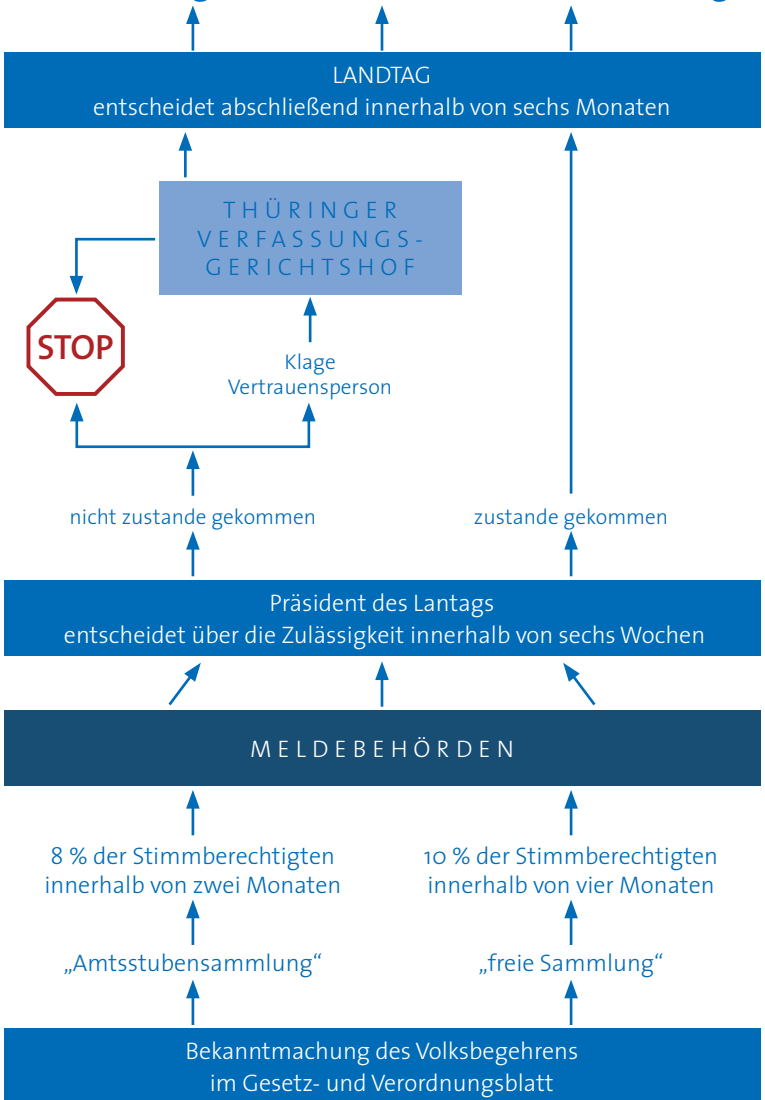 LANDTAG
entscheidet abschließend innerhalb von sechs Monaten
THÜRINGER
VERFASSUNGS-
GERICHTSHOF
STOP
Klage
Vertrauensperson
nicht zustande gekommen
zustande gekommen
Präsident des Lantags
entscheidet über die Zulässigkeit innerhalb von sechs Wochen
MELDEBEHÖRDEN
8 % der Stimmberechtigten
innerhalb von zwei Monaten
10 % der Stimmberechtigten
innerhalb von vier Monaten
„Amtsstubensammlung“
„freie Sammlung“
Bekanntmachung des Volksbegehrens
im Gesetz- und Verordnungsblatt